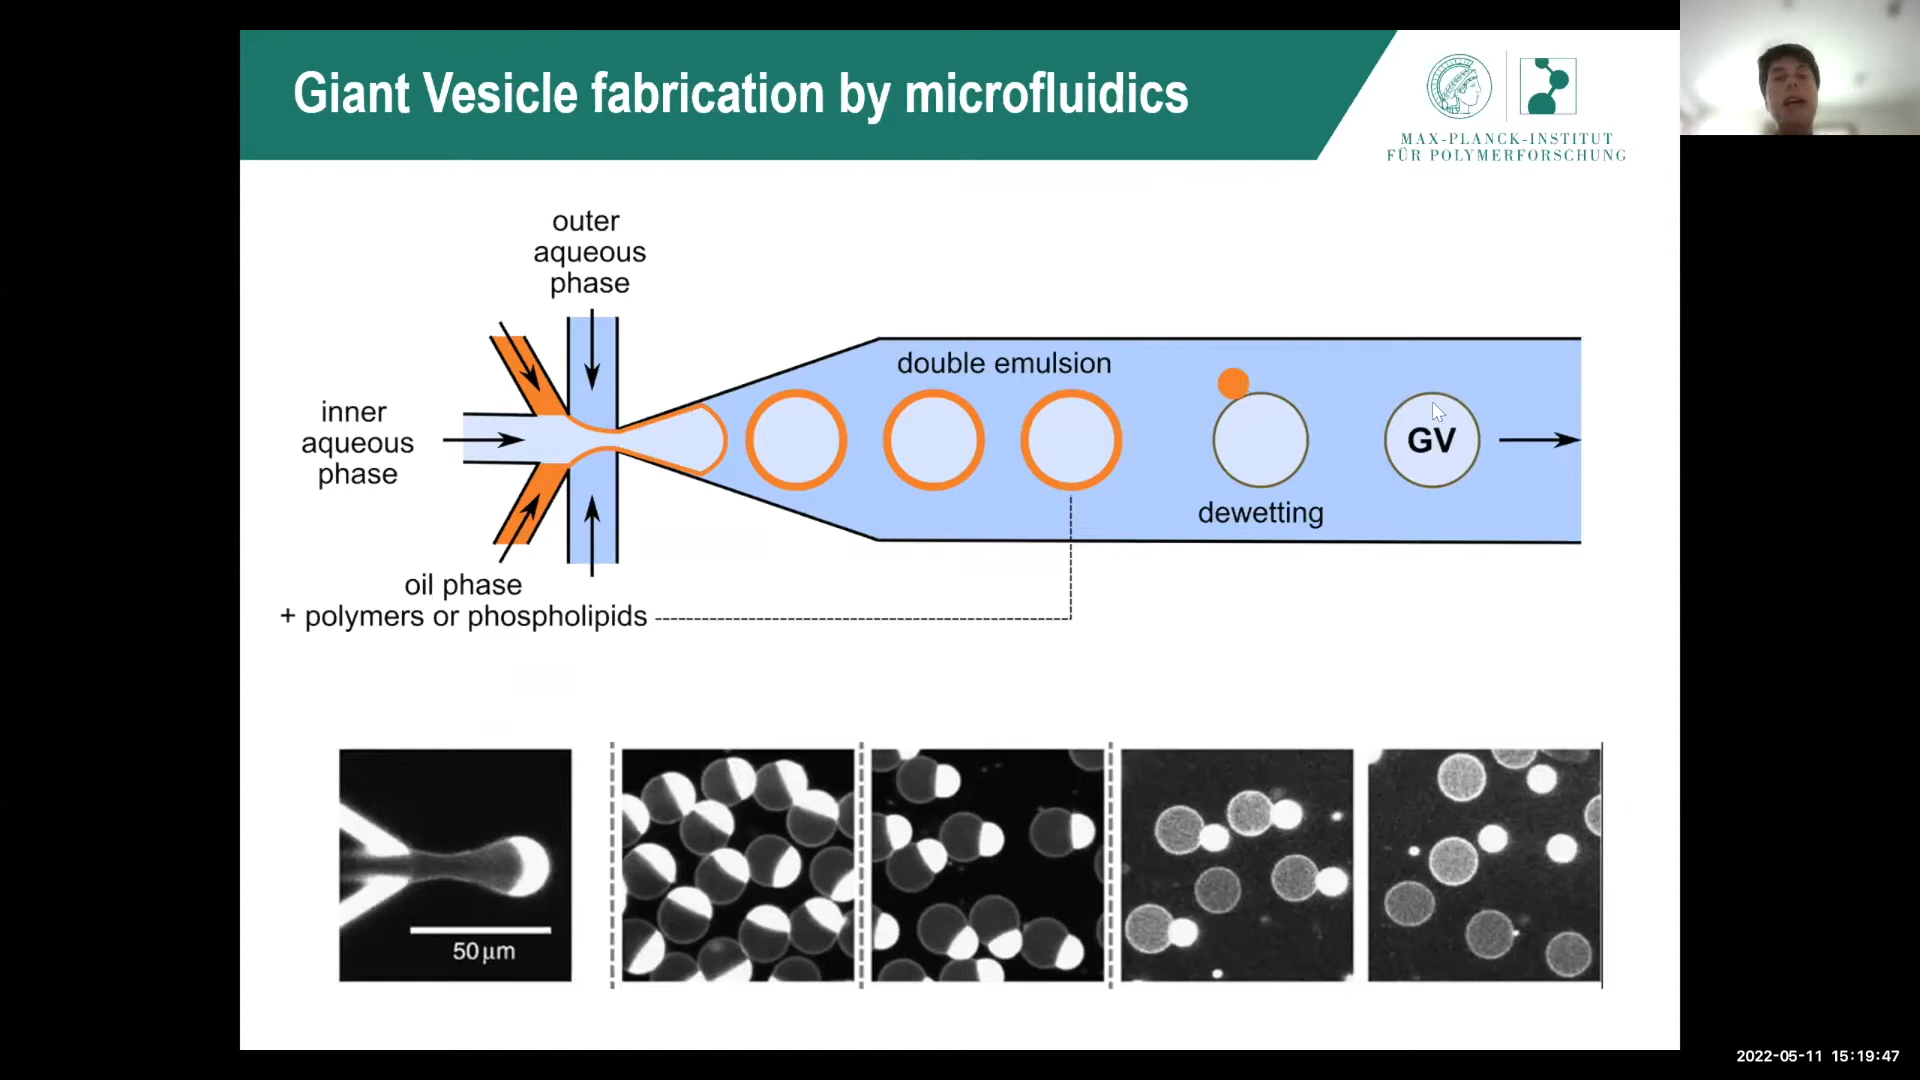 Giant Vesicle fabrication by microfluidics
MAX-PLANCK-INSTITUT
FÜR POLYMERFORSCHUNG
outer
aqueous
phase
inner
aqueous
phase
double emulsion
GV
dewetting
oil phase
+ polymers or phospholipids
50 µm
2022-05-11 15:19:47